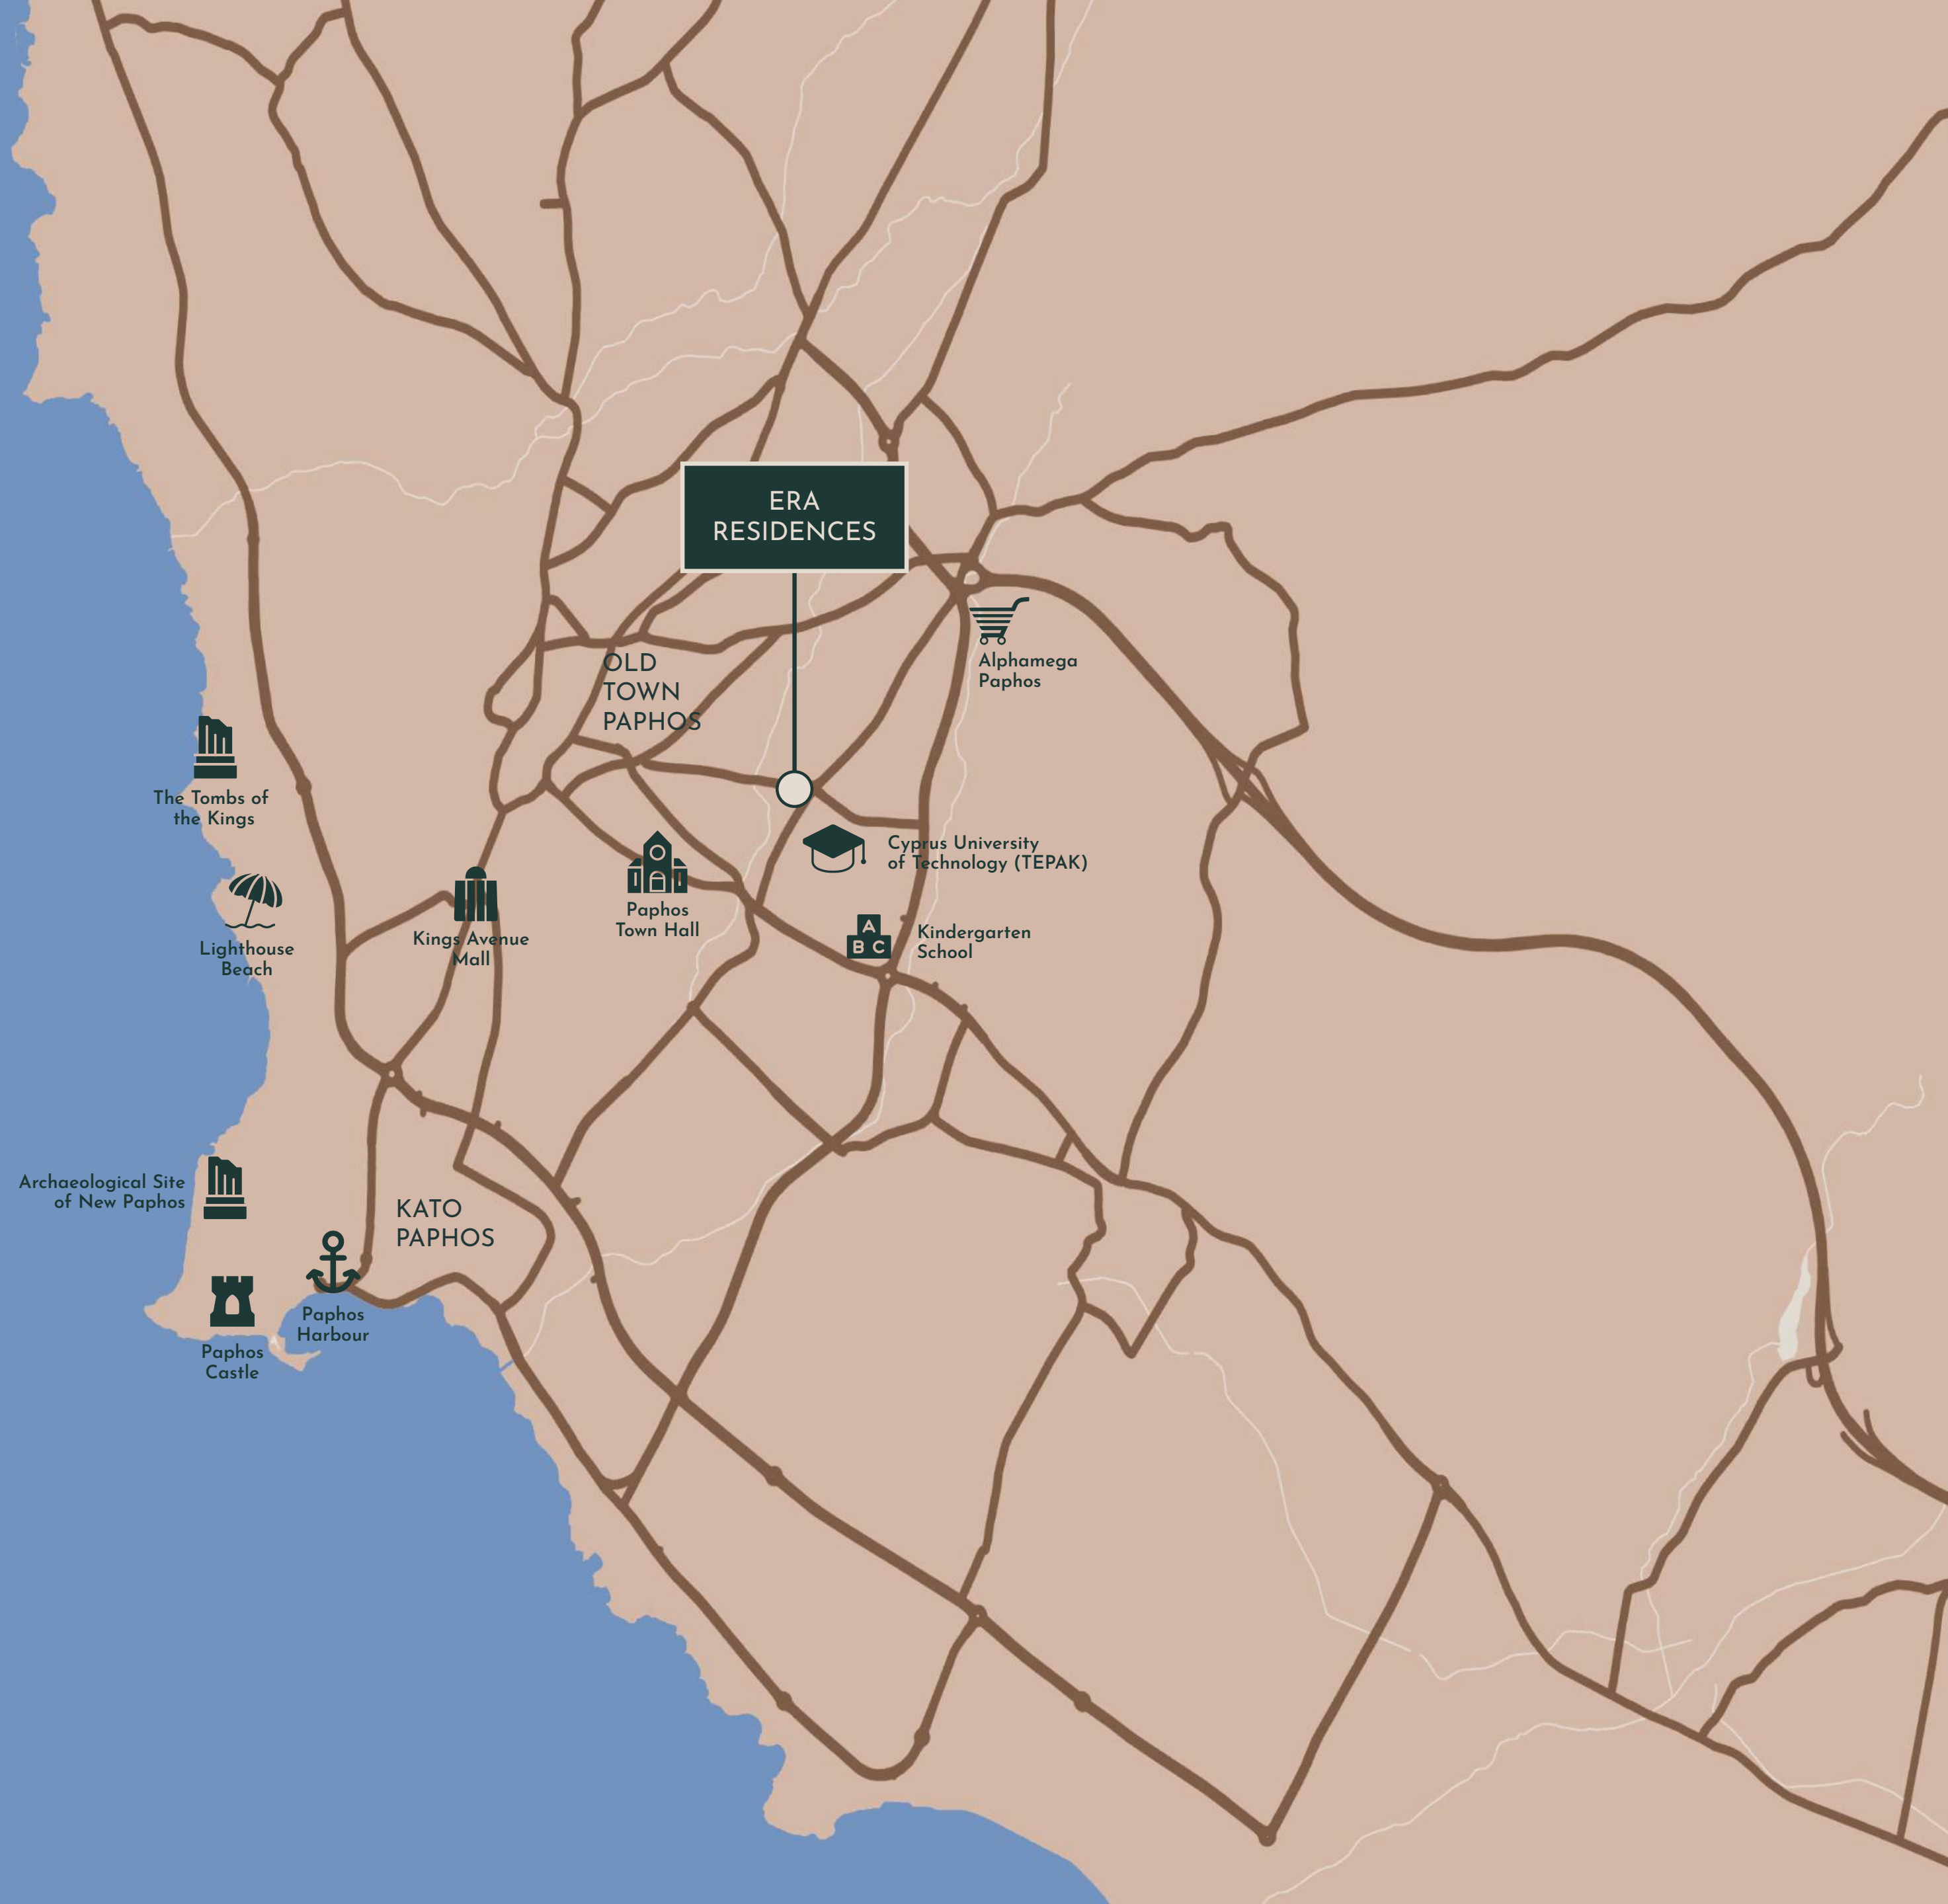 ERA
RESIDENCES
Alphamega
Paphos
OLD
TOWN
PAPHOS
The Tombs of
the Kings
Cyprus University
of Technology (TEPAK)
Paphos
Town Hall
A
B C
Kindergarten
School
Kings Avenue
Mall
Lighthouse
Beach
Archaeological Site
of New Paphos
KATO
PAPHOS
Paphos
Harbour
Paphos
Castle